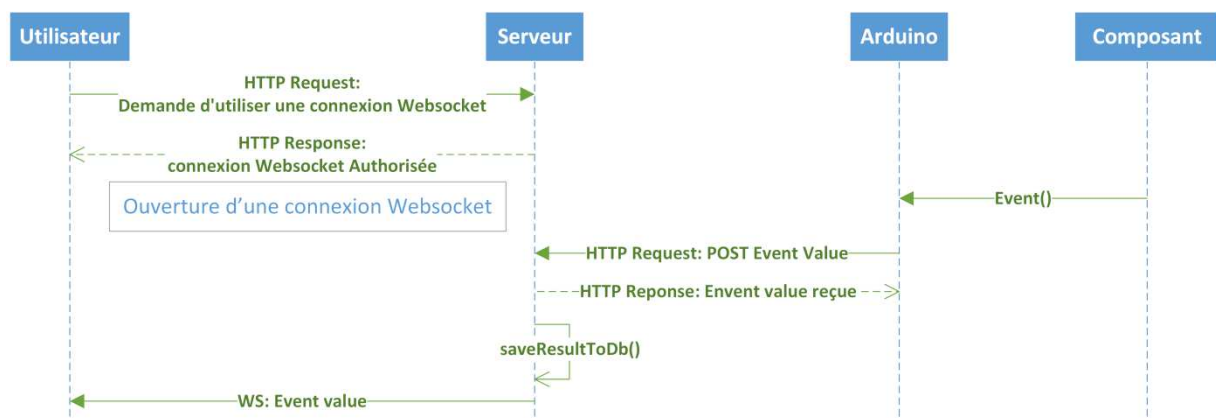 Utilisateur
Serveur
Arduino
Composant
HTTP Request:
Demande d'utiliser une connexion Websocket
HTTP Response:
connexion Websocket Authorisée
Ouverture d’une connexion Websocket
Event()
HTTP Request: POST Event Value
HTTP Reponse: Envent value reçue
saveResultToDb()
WS: Event value